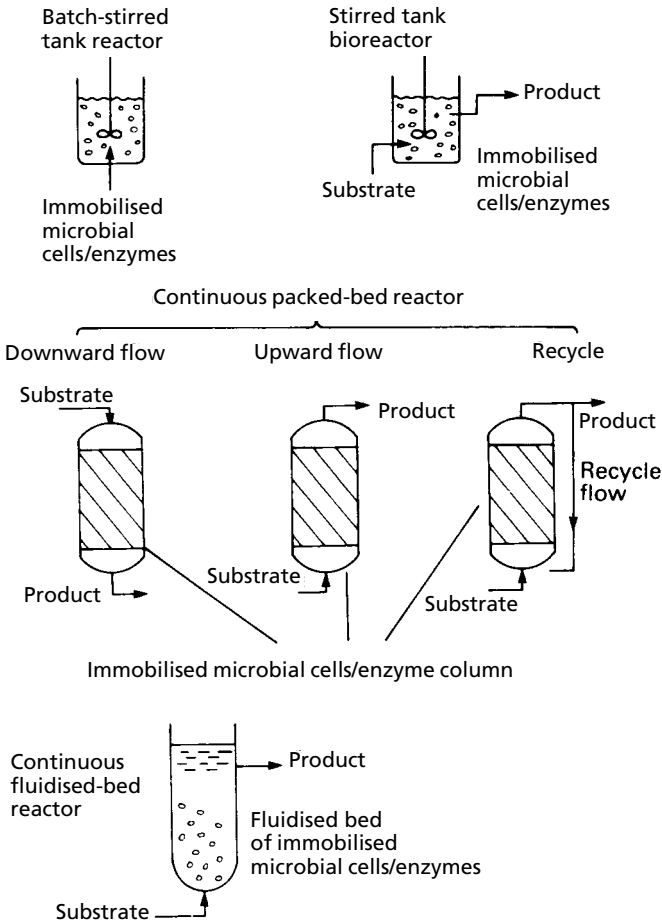 Batch-stirred
tank reactor
Immobilised
microbial
cells/enzymes
Stirred tank
bioreactor
Product
Substrate
Immobilised
microbial
cells/enzymes
Continuous packed-bed reactor
Downward flow
Upward flow
Recycle
Substrate
Product
Product
Substrate
Product
Recycle
flow
Substrate
Immobilised microbial cells/enzyme column
Continuous
fluidised-bed
reactor
Product
Fluidised bed
of immobilised
microbial cells/enzymes
Substrate